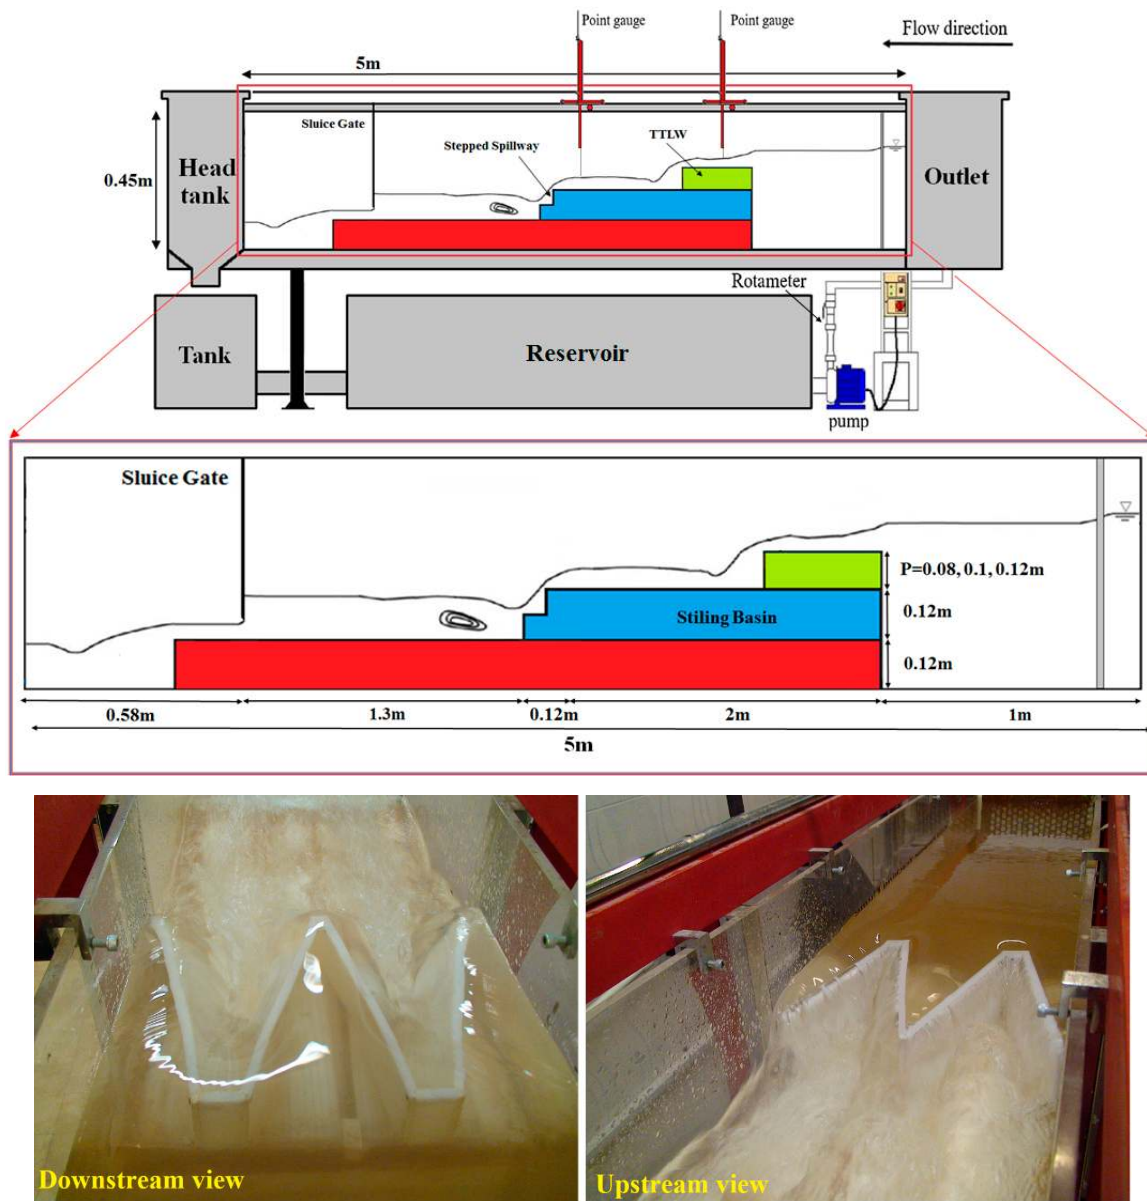 Point gauge
Point gauge
Flow direction
5m
Sluice Gate
TTLW
Stepped Spillway
Head
tank
0.45m
Outlet
Rotameter
Tank
Reservoir
pump
Sluice Gate
P=0.08, 0.1, 0.12m
0.12m
Stiling Basin
0.12m
0.58m
1.3m
0.12m
2m
1m
5m
Downstream view
Upstream view